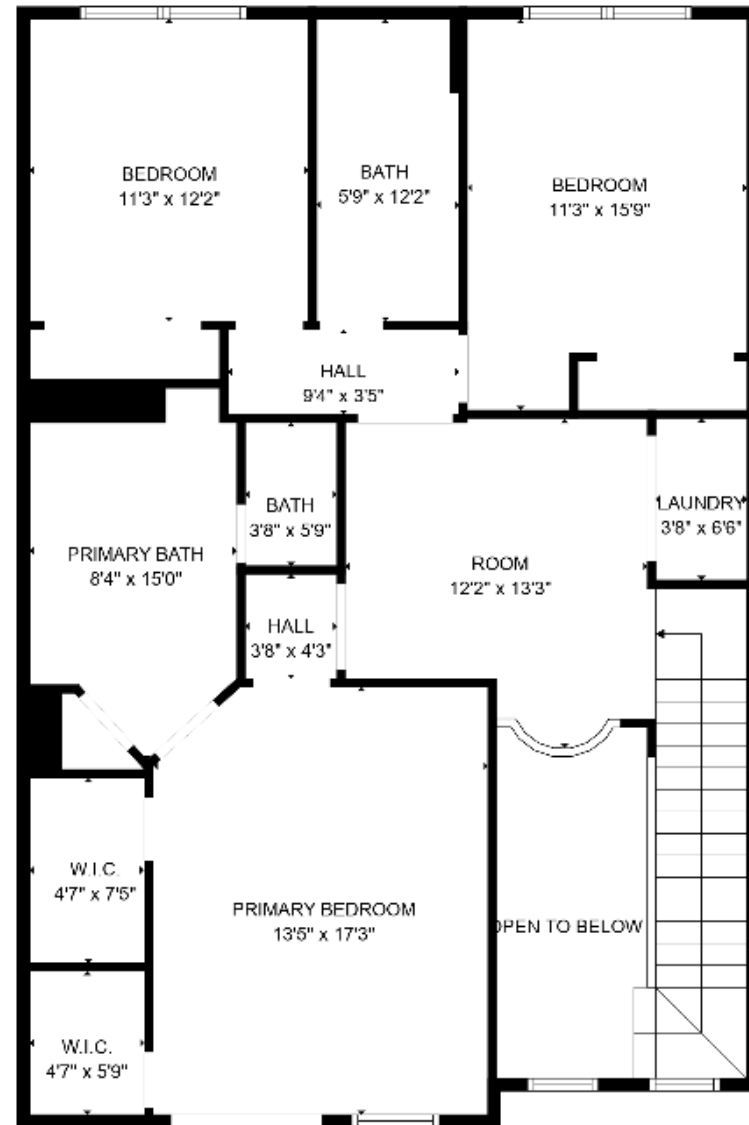 BEDROOM
11'3" x 12'2"
BATH
5'9" x 12'2"
BEDROOM
11'3" x 15'9"
HALL
9'4" x 3'5"
BATH
3'8" x 5'9"
LAUNDRY
3'8" x 6'6"
PRIMARY BATH
8'4" x 15'0"
ROOM
12'2" x 13'3"
HALL
3'8" x 4'3"
W.I.C.
4'7" x 7'5"
PRIMARY BEDROOM
13'5" x 17'3"
OPEN TO BELOW
W.I.C.
4'7" x 5'9"